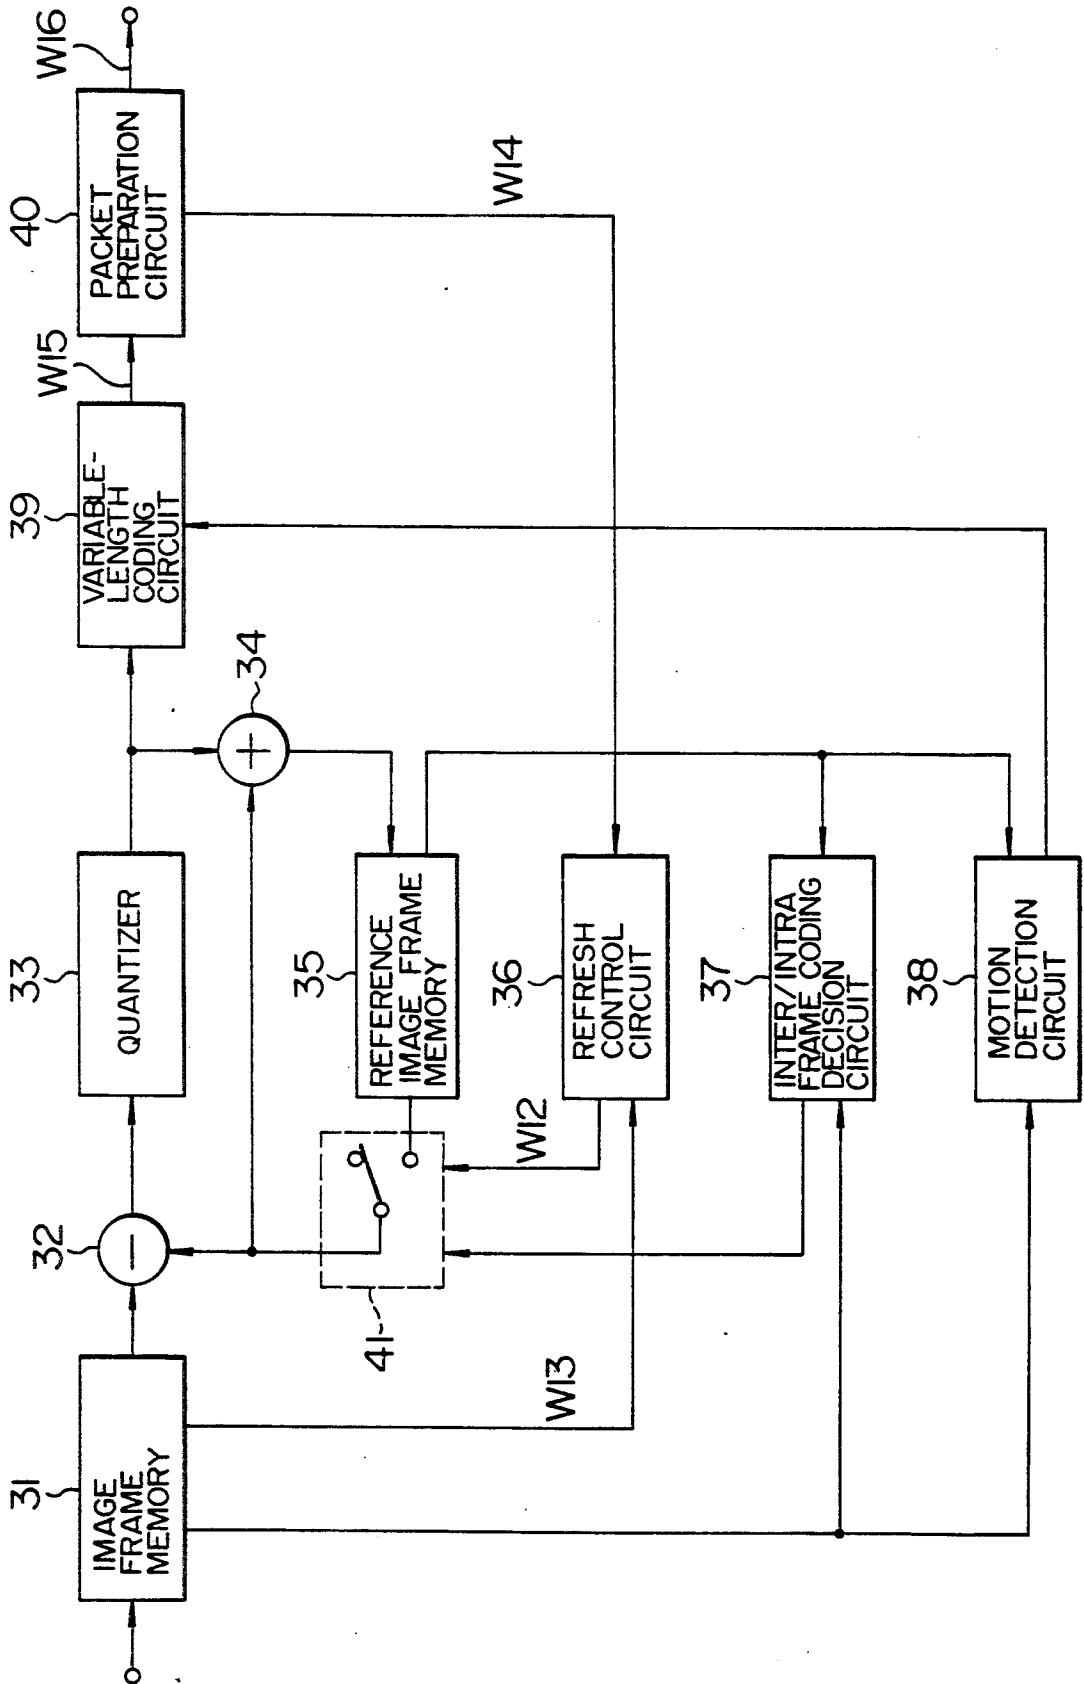 31
IMAGE
FRAME
MEMORY
32
33
QUANTIZER
34
39
VARIABLE-
LENGTH
CODING
CIRCUIT
W15
40
PACKET
PREPARATION
CIRCUIT
W16
41
35
REFERENCE
IMAGE FRAME
MEMORY
W13
W12
36
REFRESH
CONTROL
CIRCUIT
W14
37
INTER/INTRA
FRAME CODING
DECISION
CIRCUIT
38
MOTION
DETECTION
CIRCUIT